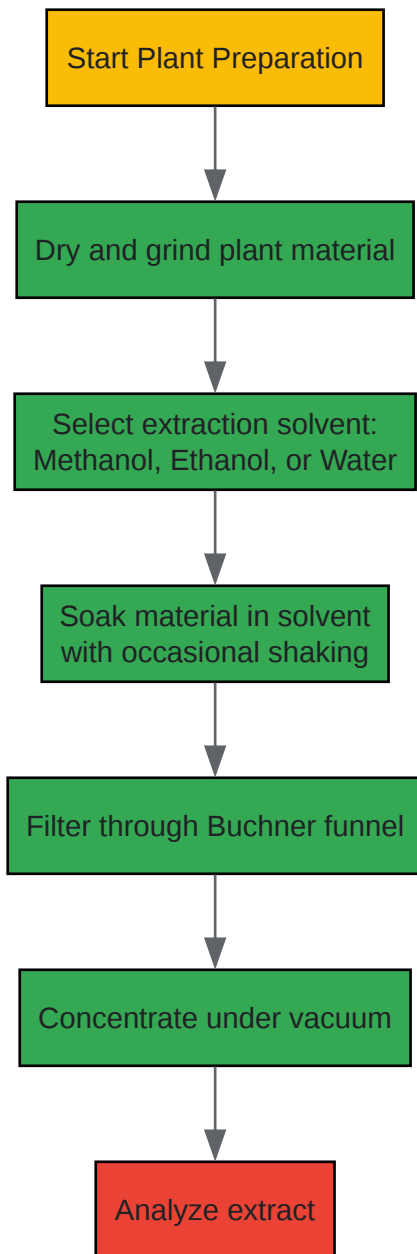 Start Plant Preparation
Dry and grind plant material
Select extraction solvent:
Methanol, Ethanol, or Water
Soak material in solvent
with occasional shaking
Filter through Buchner funnel
Concentrate under vacuum
Analyze extract